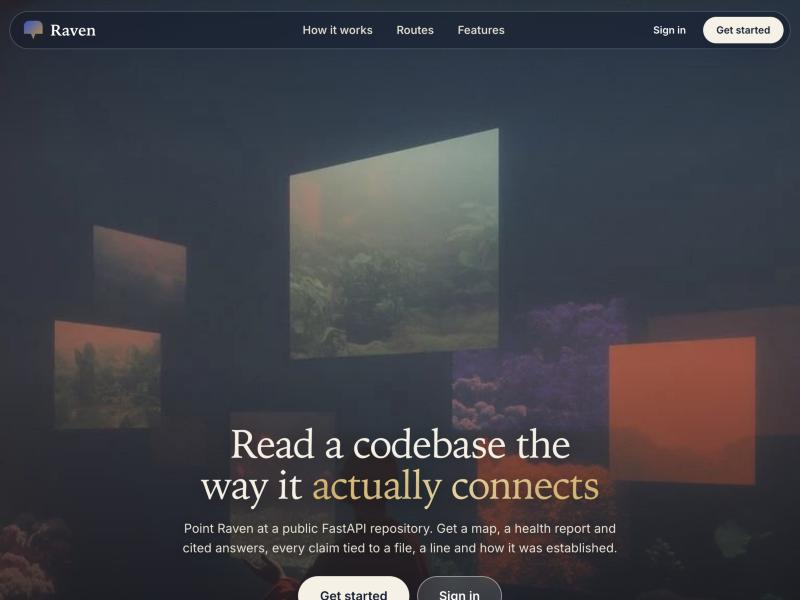 Raven
How it works
Routes
Features
Sign in
Get started
Read a codebase the
way it actually connects
Point Raven at a public FastAPI repository. Get a map, a health report and
cited answers, every claim tied to a file, a line and how it was established.
Get started
Sign in